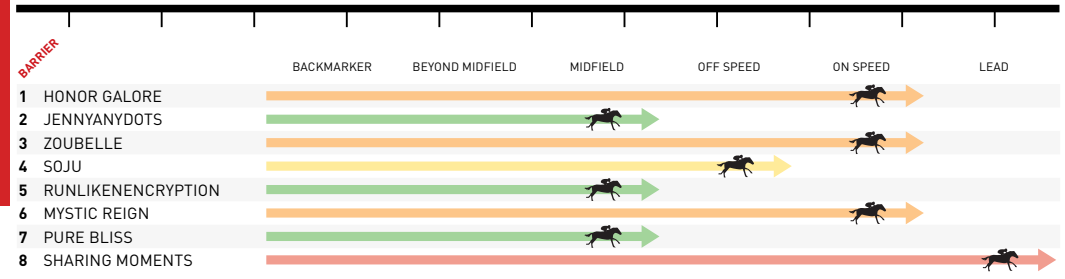 BARRIER
BACKMARKER BEYOND MIDFIELD MIDFIELD OFF SPEED ON SPEED LEAD
1 HONOR GALORE
2 JENNYANYDOTS
3 ZOUBELLE
4 SOJU
5 RUNLIKENENCRYPTION
6 MYSTIC REIGN
7 PURE BLISS
8 SHARING MOMENTS